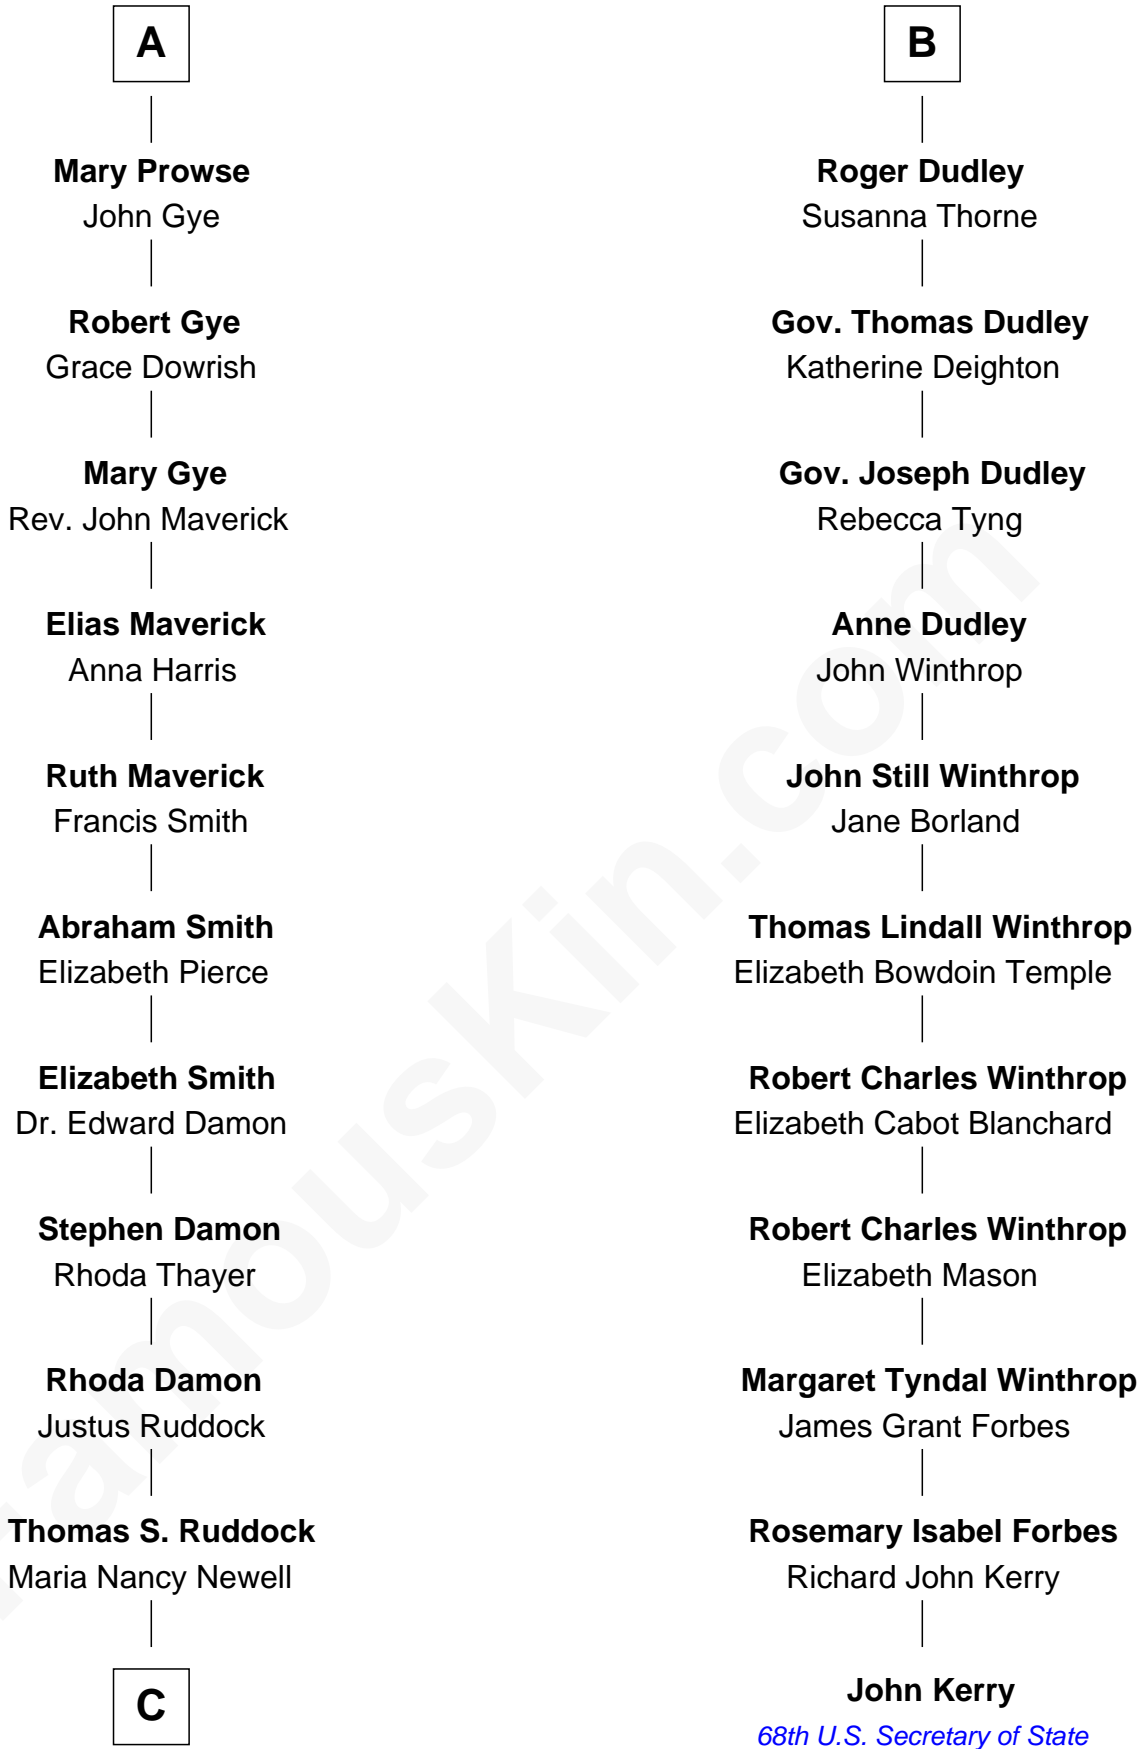 A
Mary Prowse
John Gye
Robert Gye
Grace Dowrish
Mary Gye
Rev. John Maverick
Elias Maverick
Anna Harris
Ruth Maverick
Francis Smith
Abraham Smith
Elizabeth Pierce
Elizabeth Smith
Dr. Edward Damon
Stephen Damon
Rhoda Thayer
Rhoda Damon
Justus Ruddock
Thomas S. Ruddock
Maria Nancy Newell
C
B
Roger Dudley
Susanna Thorne
Gov. Thomas Dudley
Katherine Deighton
Gov. Joseph Dudley
Rebecca Tyng
Anne Dudley
John Winthrop
John Still Winthrop
Jane Borland
Thomas Lindall Winthrop
Elizabeth Bowdoin Temple
Robert Charles Winthrop
Elizabeth Cabot Blanchard
Robert Charles Winthrop
Elizabeth Mason
Margaret Tyndal Winthrop
James Grant Forbes
Rosemary Isabel Forbes
Richard John Kerry
John Kerry
68th U.S. Secretary of State
FamousKin.com